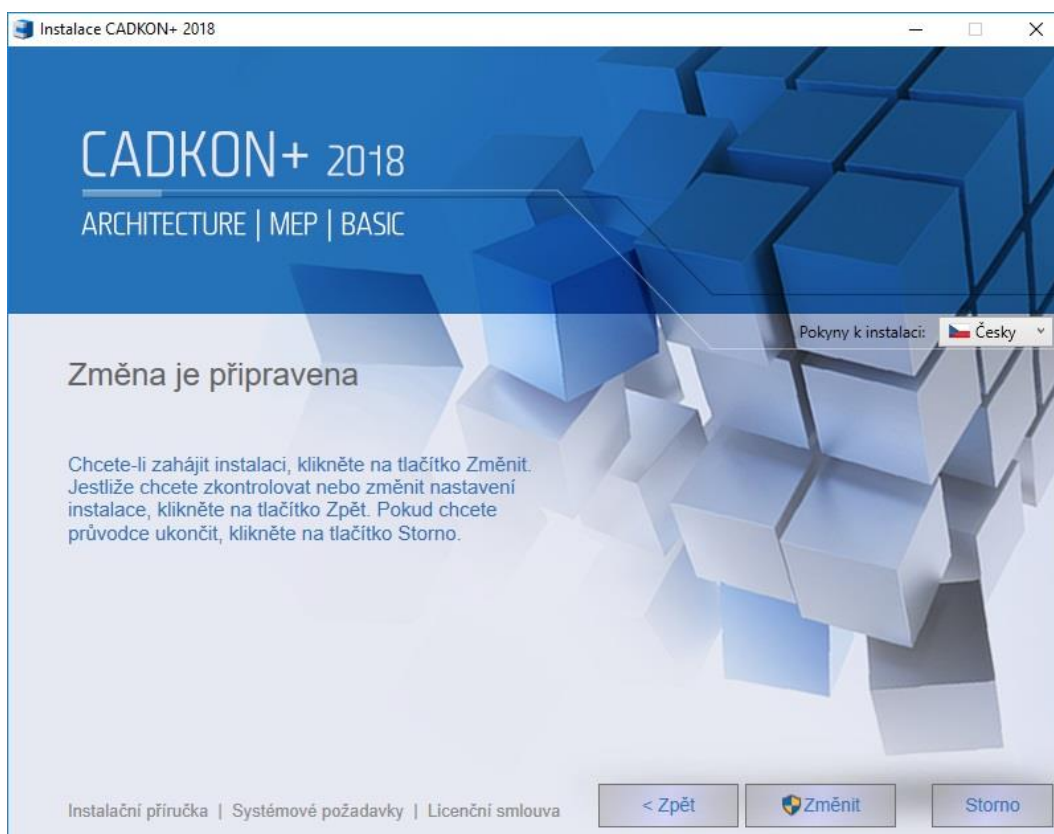 Instalace CADKON+ 2018
CADKON+ 2018
ARCHITECTURE | MEP | BASIC
Pokyny k instalaci: Česky
Změna je připravena
Chcete-li zahájit instalaci, klikněte na tlačítko Změnit.
Jestliže chcete zkontrolovat nebo změnit nastavení
instalace, klikněte na tlačítko Zpět. Pokud chcete
průvodce ukončit, klikněte na tlačítko Storno.
Instalační příručka | Systémové požadavky | Licenční smlouva
< Zpět
Změnit
Storno